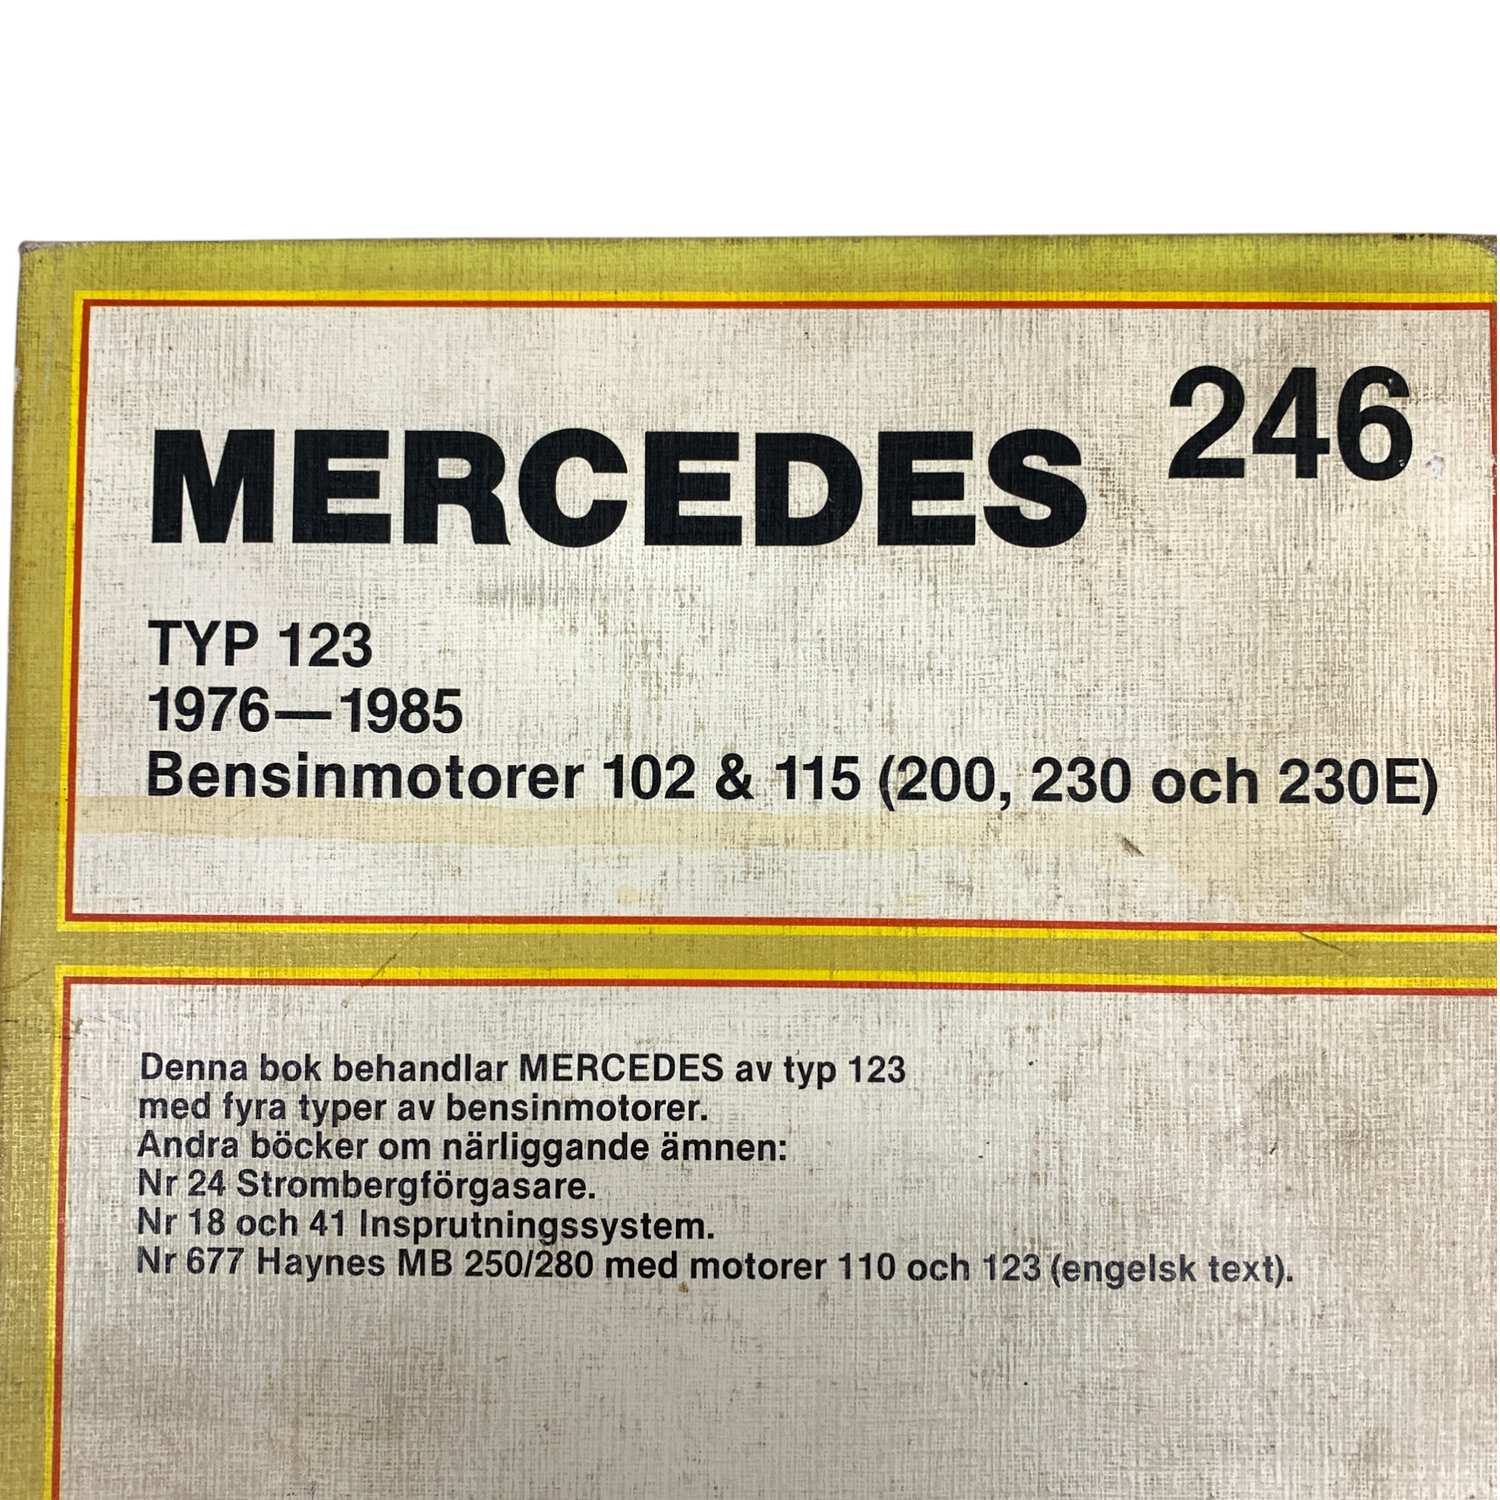 246
MERCEDES
TYP 123
1976—1985
Bensinmotorer 102 & 115 (200, 230 och 230E)
Denna bok behandlar MERCEDES av typ 123
med fyra typer av bensinmotorer.
Andra böcker om närliggande ämnen:
Nr 24 Strombergförgasare.
Nr 18 och 41 Insprutningssystem.
Nr 677 Haynes MB 250/280 med motorer 110 och 123 (engelsk text).